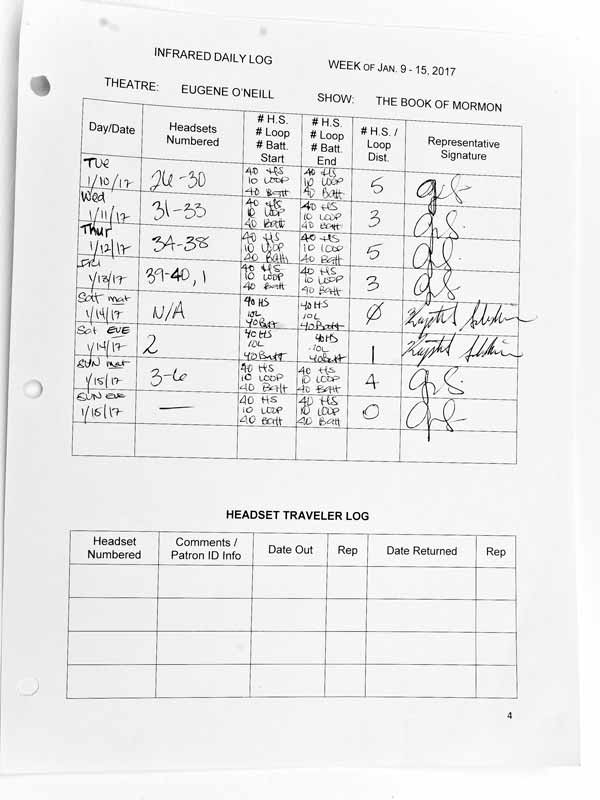 INFRARED DAILY LOG WEEK OF JAN. 9 - 15, 2017
THEATRE: EUGENE O'NEILL SHOW: THE BOOK OF MORMON
Day/Date Headsets Numbered # H.S. # Loop # Batt. Start # H.S. # Loop # Batt. End # H.S. / Loop Dist. Representative Signature
Tue 1/10/17 26-30 40 HS 10 LOOP 40 Batt 40 HS 10 LOOP 40 Batt 5
Wed 1/11/17 31-33 40 HS 10 LOOP 40 Batt 40 HS 10 LOOP 40 Batt 3
Thur 1/12/17 34-38 40 HS 10 LOOP 40 Batt 40 HS 10 LOOP 40 Batt 5
Fri 1/13/17 39-40, 1 40 HS 10 LOOP 40 Batt 40 HS 10 LOOP 40 Batt 3
Sat mat 1/14/17 N/A 40 HS 10L 40 Batt 40 HS 10L 40 Batt 0
Sat EVE 1/14/17 2 40 HS 10L 40 Batt 40 HS 10L 40 Batt 1
SUN mat 1/15/17 3-6 40 HS 10 LOOP 40 Batt 40 HS 10 LOOP 40 Batt 4
SUN EVE 1/15/17 — 40 HS 10 LOOP 40 Batt 40 HS 10 LOOP 40 Batt 0
HEADSET TRAVELER LOG
Headset Numbered Comments / Patron ID Info Date Out Rep Date Returned Rep
4